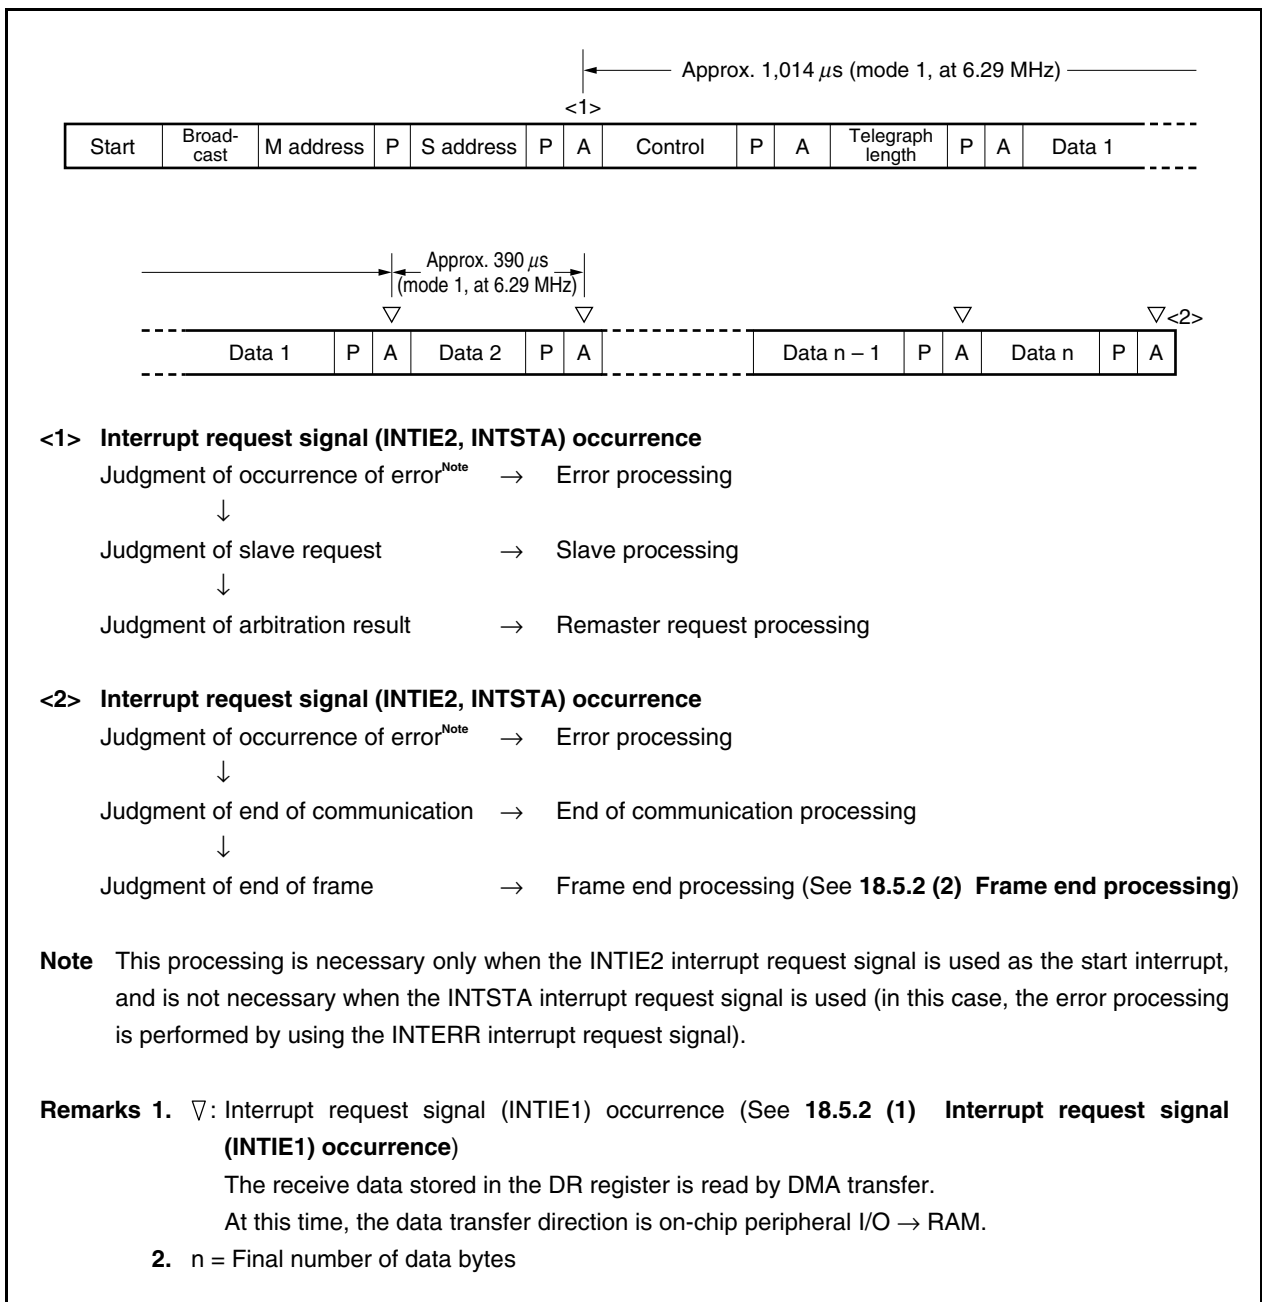 Approx. 1,014 μs (mode 1, at 6.29 MHz)
<1>
Start Broad-cast M address P S address P A Control P A Telegraph length P A Data 1
Approx. 390 μs
(mode 1, at 6.29 MHz)
▽ ▽ ▽ ▽<2>
Data 1 P A Data 2 P A Data n – 1 P A Data n P A
<1> Interrupt request signal (INTIE2, INTSTA) occurrence
Judgment of occurrence of errorNote → Error processing
↓
Judgment of slave request → Slave processing
↓
Judgment of arbitration result → Remaster request processing
<2> Interrupt request signal (INTIE2, INTSTA) occurrence
Judgment of occurrence of errorNote → Error processing
↓
Judgment of end of communication → End of communication processing
↓
Judgment of end of frame → Frame end processing (See 18.5.2 (2) Frame end processing)
Note This processing is necessary only when the INTIE2 interrupt request signal is used as the start interrupt,
and is not necessary when the INTSTA interrupt request signal is used (in this case, the error processing
is performed by using the INTERR interrupt request signal).
Remarks 1. ▽: Interrupt request signal (INTIE1) occurrence (See 18.5.2 (1) Interrupt request signal
(INTIE1) occurrence)
The receive data stored in the DR register is read by DMA transfer.
At this time, the data transfer direction is on-chip peripheral I/O → RAM.
2. n = Final number of data bytes